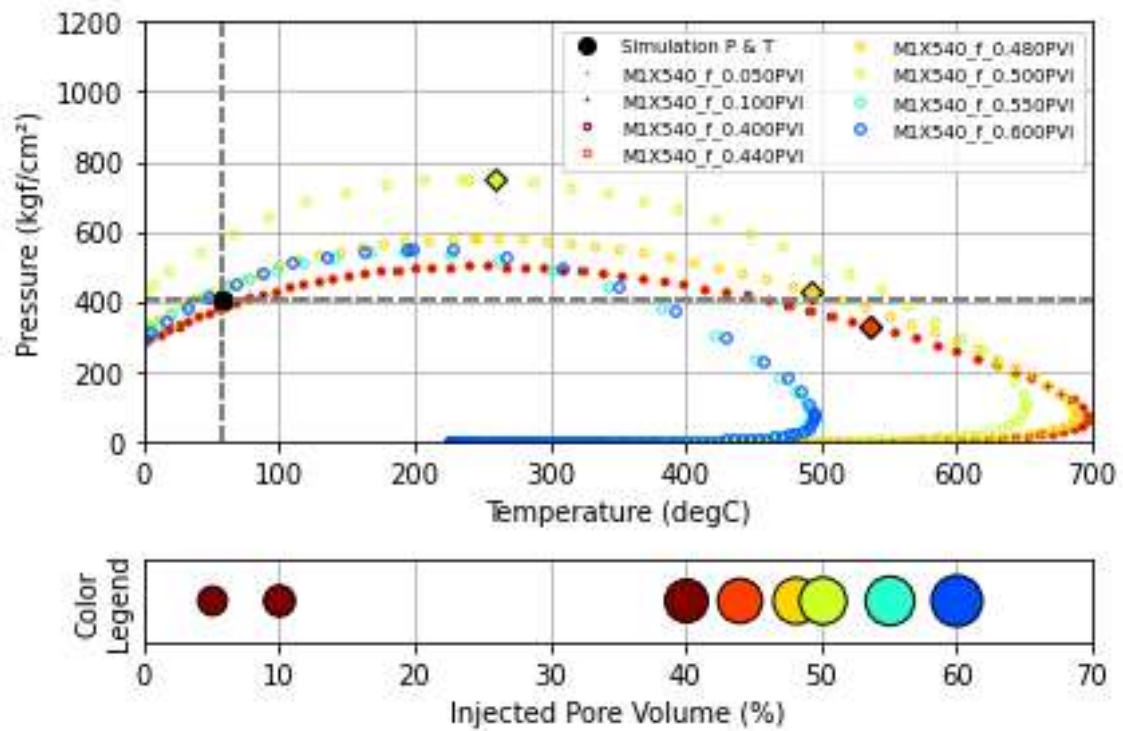 1200
1000
800
600
400
200
0
Pressure (kgf/cm²)
Simulation P & T
M1X540_f_0.050PVI
M1X540_f_0.100PVI
M1X540_f_0.400PVI
M1X540_f_0.440PVI
M1X540_f_0.480PVI
M1X540_f_0.500PVI
M1X540_f_0.550PVI
M1X540_f_0.600PVI
0 100 200 300 400 500 600 700
Temperature (degC)
Color
Legend
0 10 20 30 40 50 60 70
Injected Pore Volume (%)